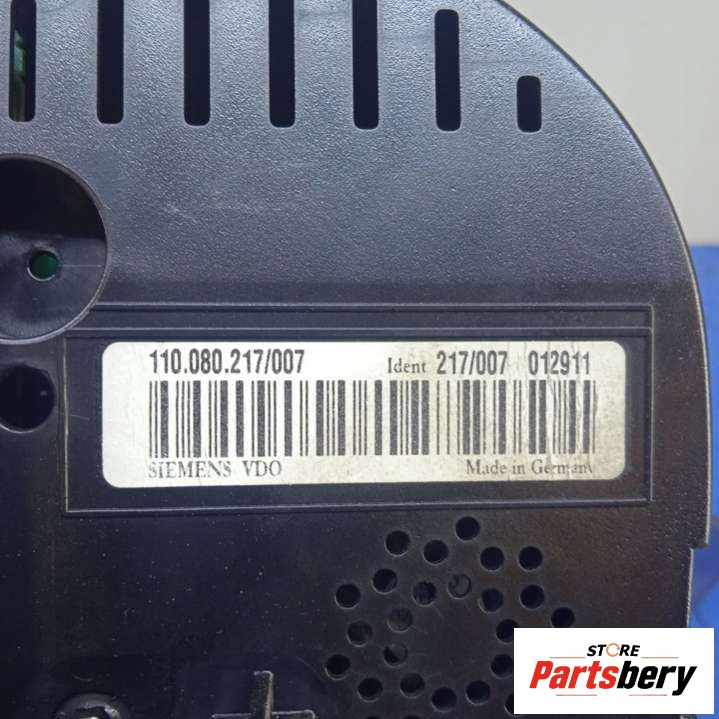 110.080.217/007 Ident 217/007 012911
SIEMENS VDO Made in Germany
STORE
Partsbery